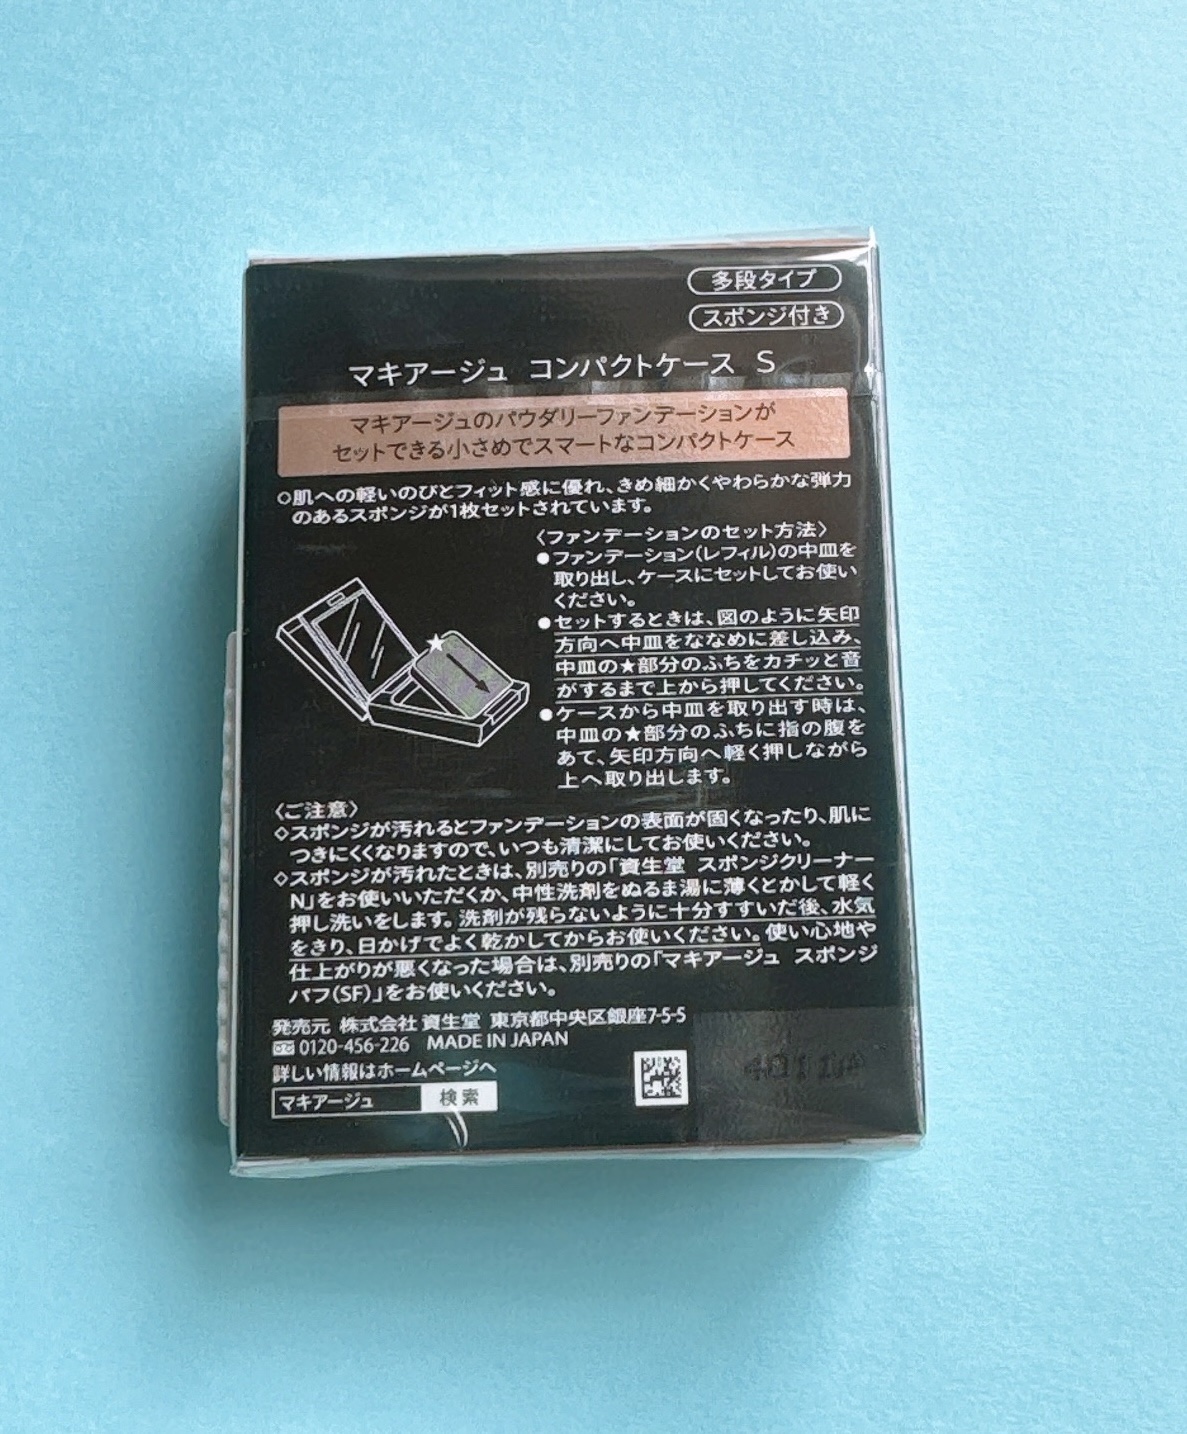 多段タイプ
スポンジ付き
マキアージュ コンパクトケース S
マキアージュのパウダリーファンデーションが
セットできる小さめでスマートなコンパクトケース
○肌への軽いのびとフィット感に優れ、きめ細かくやわらかな弾力
のあるスポンジが1枚セットされています。
〈ファンデーションのセット方法〉
●ファンデーション(レフィル)の中皿を
取り出し、ケースにセットしてお使い
ください。
●セットするときは、図のように矢印
方向へ中皿をななめに差し込み、
中皿の★部分のふちをカチッと音
がするまで上から押してください。
●ケースから中皿を取り出す時は、
中皿の★部分のふちに指の腹を
あて、矢印方向へ軽く押しながら
上へ取り出します。
〈ご注意〉
◇スポンジが汚れるとファンデーションの表面が固くなったり、肌に
つきにくくなりますので、いつも清潔にしてお使いください。
◇スポンジが汚れたときは、別売りの「資生堂 スポンジクリーナー
N」をお使いいただくか、中性洗剤をぬるま湯に薄くとかして軽く
押し洗いをします。洗剤が残らないように十分すすいだ後、水気
をきり、日かげでよく乾かしてからお使いください。使い心地や
仕上がりが悪くなった場合は、別売りの「マキアージュ スポンジ
パフ(SF)」をお使いください。
発売元 株式会社 資生堂 東京都中央区銀座7-5-5
0120-456-226 MADE IN JAPAN
詳しい情報はホームページへ
マキアージュ 検索